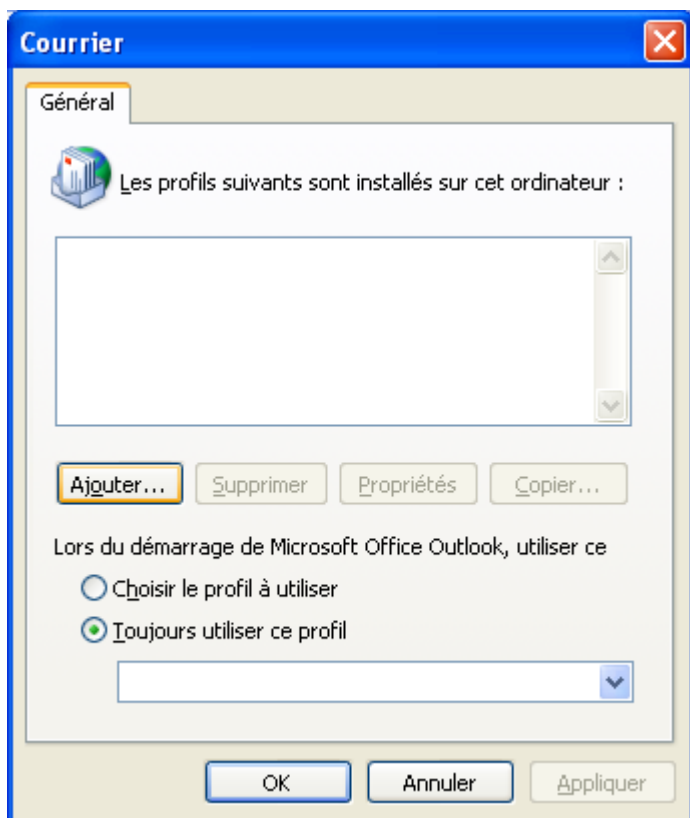 Courrier
Général
Les profils suivants sont installés sur cet ordinateur :
Ajouter... Supprimer Propriétés Copier...
Lors du démarrage de Microsoft Office Outlook, utiliser ce
Choisir le profil à utiliser
Toujours utiliser ce profil
OK Annuler Appliquer